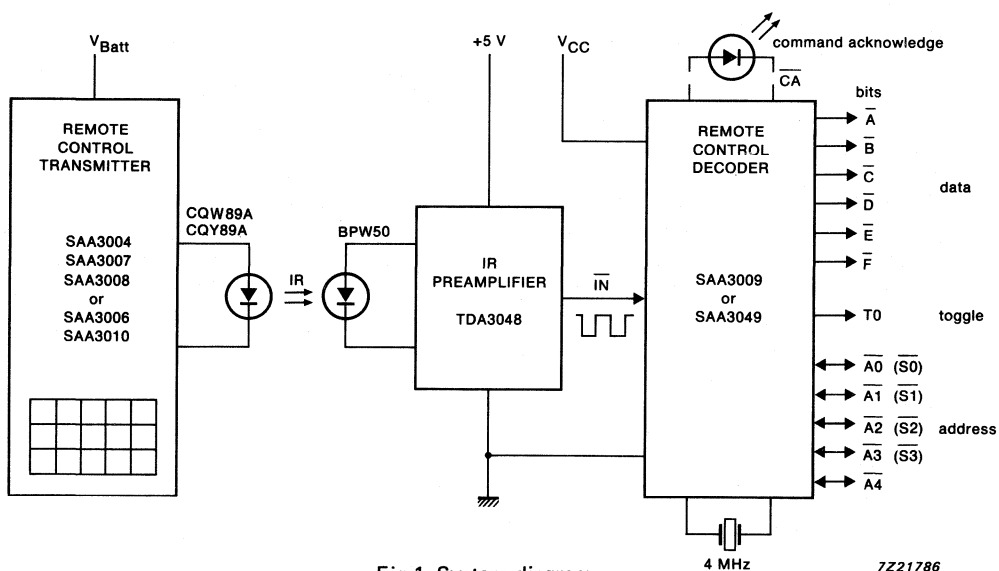 V Batt
REMOTE
CONTROL
TRANSMITTER
SAA3004
SAA3007
SAA3008
or
SAA3006
SAA3010
CQW89A
CQY89A
IR
BPW50
+5 V
IR
PREAMPLIFIER
TDA3048
IN
VCC
command acknowledge
CA
REMOTE
CONTROL
DECODER
SAA3009
or
SAA3049
bits
A
B
C
D
E
F
data
T0 toggle
A0 (S0)
A1 (S1)
A2 (S2) address
A3 (S3)
A4
4 MHz
7Z21786